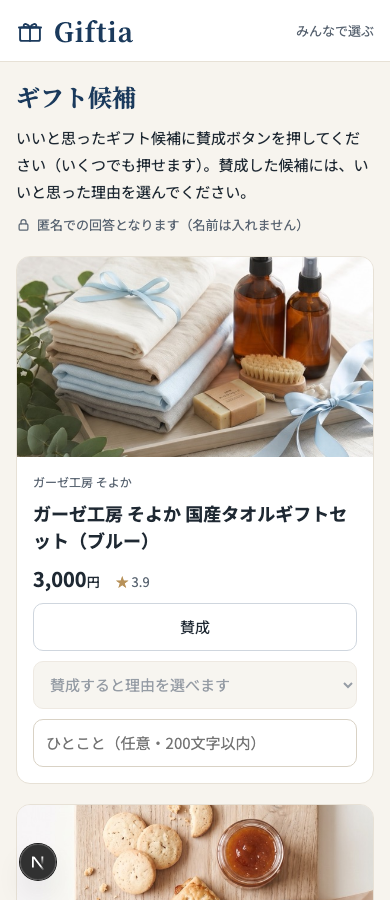 Giftia
みんなで選ぶ
ギフト候補
いいと思ったギフト候補に賛成ボタンを押してくだ
さい（いくつでも押せます）。賛成した候補には、い
いと思った理由を選んでください。
匿名での回答となります（名前は入れません）
ガーゼ工房 そよか
ガーゼ工房 そよか 国産タオルギフトセ
ット（ブルー）
3,000円 ★3.9
賛成
賛成すると理由を選べます
ひとこと（任意・200文字以内）
N